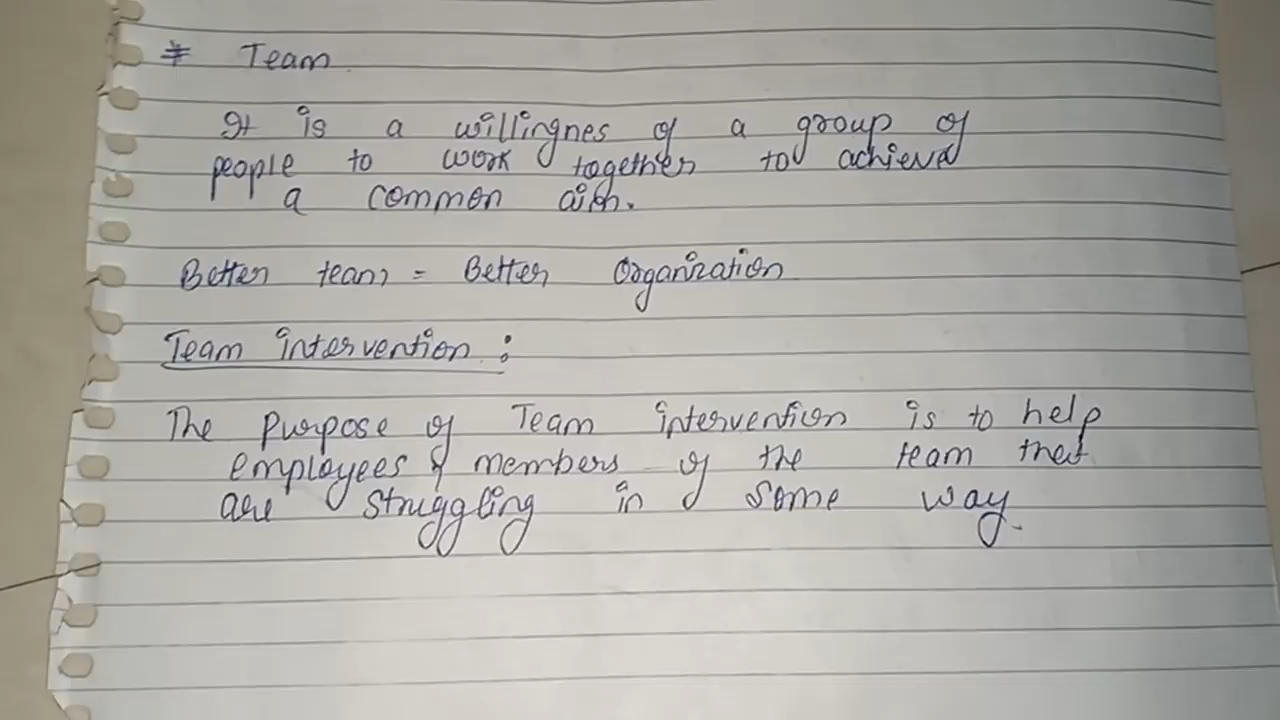 * Team
It is a willingnes of a group of
people to work together to achieve
a common aim.
Better team = Better Organization
Team intervention :
The purpose of Team intervention is to help
employees & members of the team that
are struggling in some way.